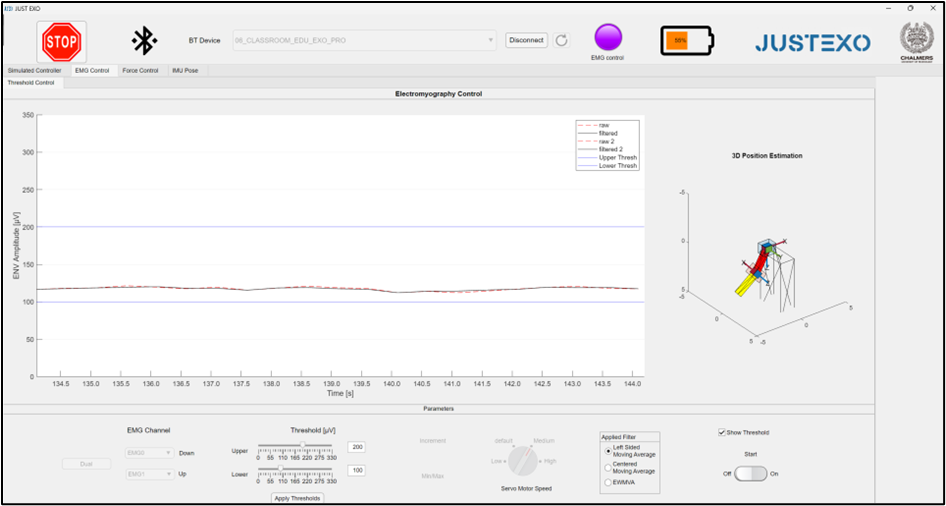 JUST EXO
STOP
BT Device
06_CLASSROOM_EDU_EXO_PRO
Disconnect
EMG control
50%
JUSTEXO
CHALMERS
Simulated Controller
EMG Control
Force Control
IMU Pose
Threshold Control
Electromyography Control
350
300
250
200
150
100
50
0
ENV Amplitude [µV]
134.5 135.0 135.5 136.0 136.5 137.0 137.5 138.0 138.5 139.0 139.5 140.0 140.5 141.0 141.5 142.0 142.5 143.0 143.5 144.0
Time [s]
raw
filtered
raw 2
filtered 2
Upper Thresh
Lower Thresh
3D Position Estimation
-5
0
5
-5
0
5
-5
0
5
X
X
Parameters
EMG Channel
Dual
EMG0
Down
EMG1
Up
Threshold [µV]
Upper
0 55 110 165 220 275 330
200
Lower
0 55 110 165 220 275 330
100
Apply Thresholds
Increment
Min/Max
default
Medium
Low
High
Servo Motor Speed
Applied Filter
Left Sided
Moving Average
Centered
Moving Average
EWMVA
Show Threshold
Start
Off
On